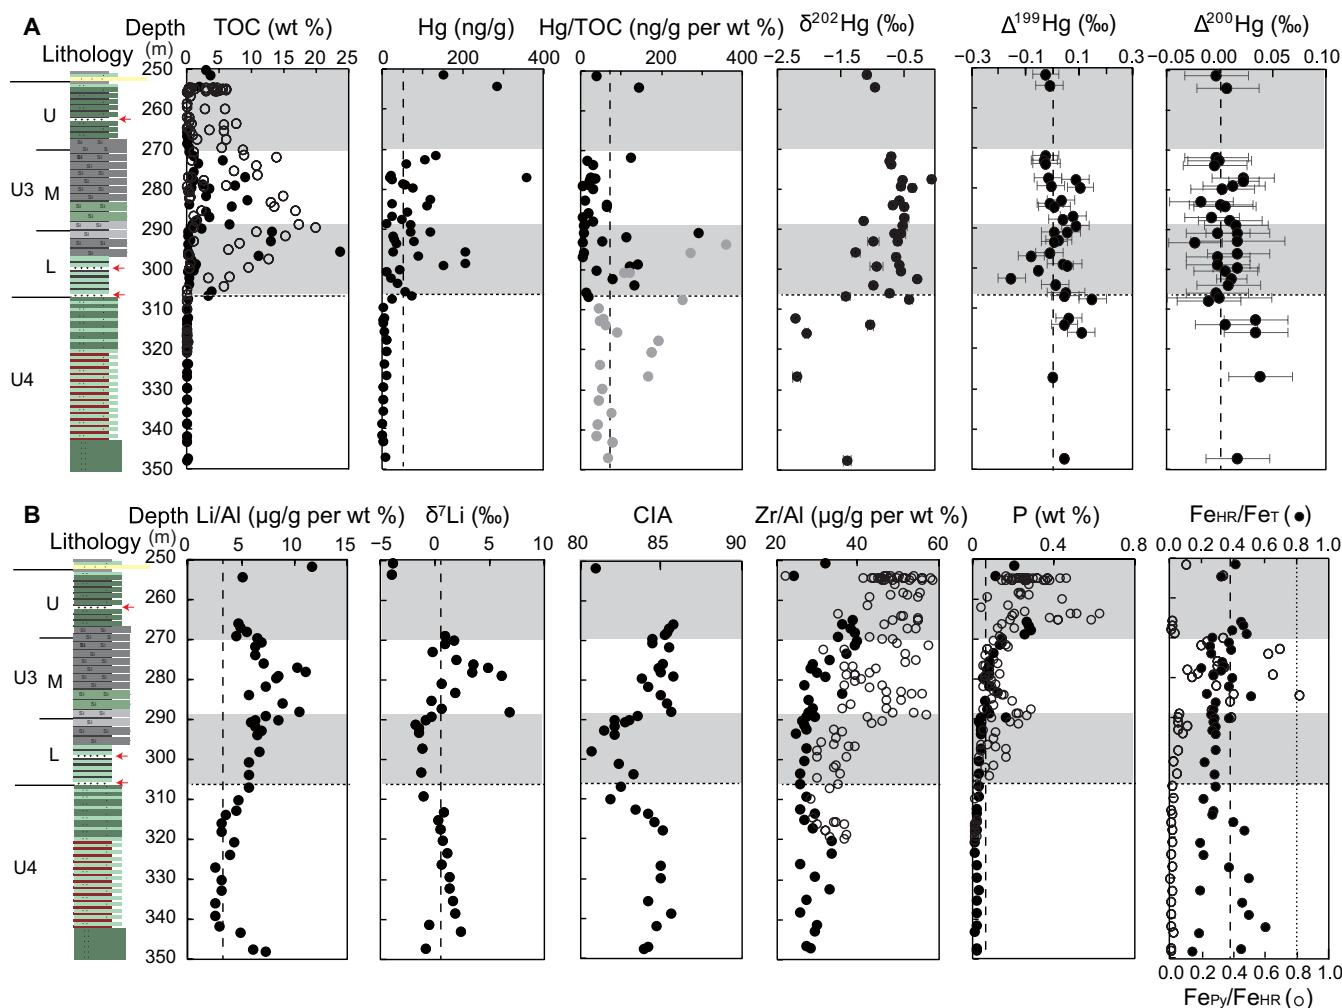 A
Depth (m)
Lithology
TOC (wt %)
Hg (ng/g)
Hg/TOC (ng/g per wt %)
δ²⁰²Hg (‰)
Δ¹⁹⁹Hg (‰)
Δ²⁰⁰Hg (‰)
0 5 10 15 20 25
0 200 400
0 100 200 300 400
−2.5 −1.5 −0.5
−0.3 −0.1 0.1 0.3
−0.05 0.00 0.05 0.10
250
260
270
280
290
300
310
320
330
340
350
U
U3 M
L
U4
Si
B
Depth (m)
Lithology
Li/Al (µg/g per wt %)
δ⁷Li (‰)
CIA
Zr/Al (µg/g per wt %)
P (wt %)
FeHR/FeT (●)
0 5 10 15
−5 0 5 10
80 85 90
20 40 60
0 0.4 0.8
0.0 0.2 0.4 0.6 0.8 1.0
250
260
270
280
290
300
310
320
330
340
350
U
U3 M
L
U4
Si
0.0 0.2 0.4 0.6 0.8 1.0
FePy/FeHR (○)